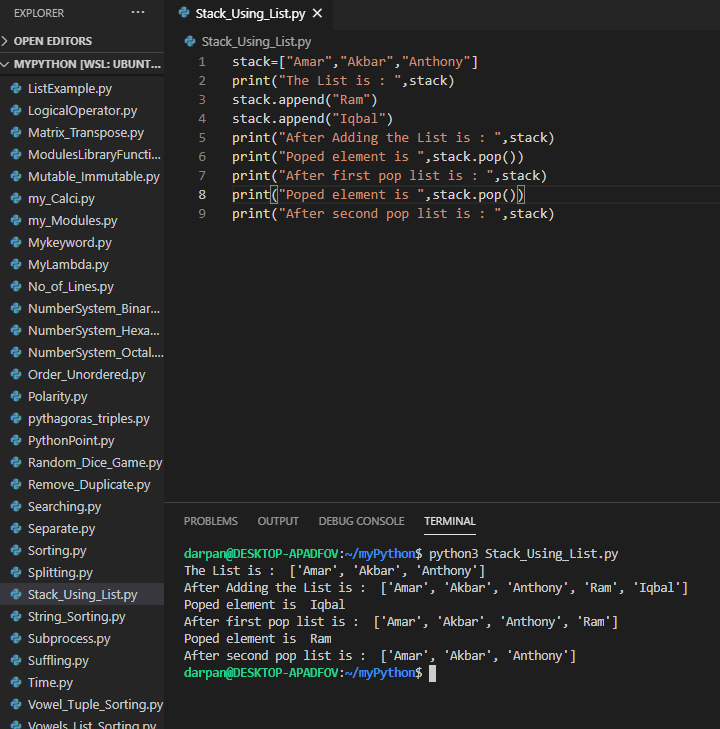 EXPLORER ...
OPEN EDITORS
MYPYTHON [WSL: UBUNT...
ListExample.py
LogicalOperator.py
Matrix_Transpose.py
ModulesLibraryFuncti...
Mutable_Immutable.py
my_Calci.py
my_Modules.py
Mykeyword.py
MyLambda.py
No_of_Lines.py
NumberSystem_Binar...
NumberSystem_Hexa...
NumberSystem_Octal....
Order_Unordered.py
Polarity.py
pythagoras_triples.py
PythonPoint.py
Random_Dice_Game.py
Remove_Duplicate.py
Searching.py
Separate.py
Sorting.py
Splitting.py
Stack_Using_List.py
String_Sorting.py
Subprocess.py
Suffling.py
Time.py
Vowel_Tuple_Sorting.py
Vowels_List_Sorting.py
Stack_Using_List.py ×
Stack_Using_List.py
1 stack=["Amar","Akbar","Anthony"]
2 print("The List is : ",stack)
3 stack.append("Ram")
4 stack.append("Iqbal")
5 print("After Adding the List is : ",stack)
6 print("Poped element is ",stack.pop())
7 print("After first pop list is : ",stack)
8 print("Poped element is ",stack.pop())
9 print("After second pop list is : ",stack)
PROBLEMS OUTPUT DEBUG CONSOLE TERMINAL
darpan@DESKTOP-APADFOV:~/myPython$ python3 Stack_Using_List.py
The List is :  ['Amar', 'Akbar', 'Anthony']
After Adding the List is :  ['Amar', 'Akbar', 'Anthony', 'Ram', 'Iqbal']
Poped element is  Iqbal
After first pop list is :  ['Amar', 'Akbar', 'Anthony', 'Ram']
Poped element is  Ram
After second pop list is :  ['Amar', 'Akbar', 'Anthony']
darpan@DESKTOP-APADFOV:~/myPython$